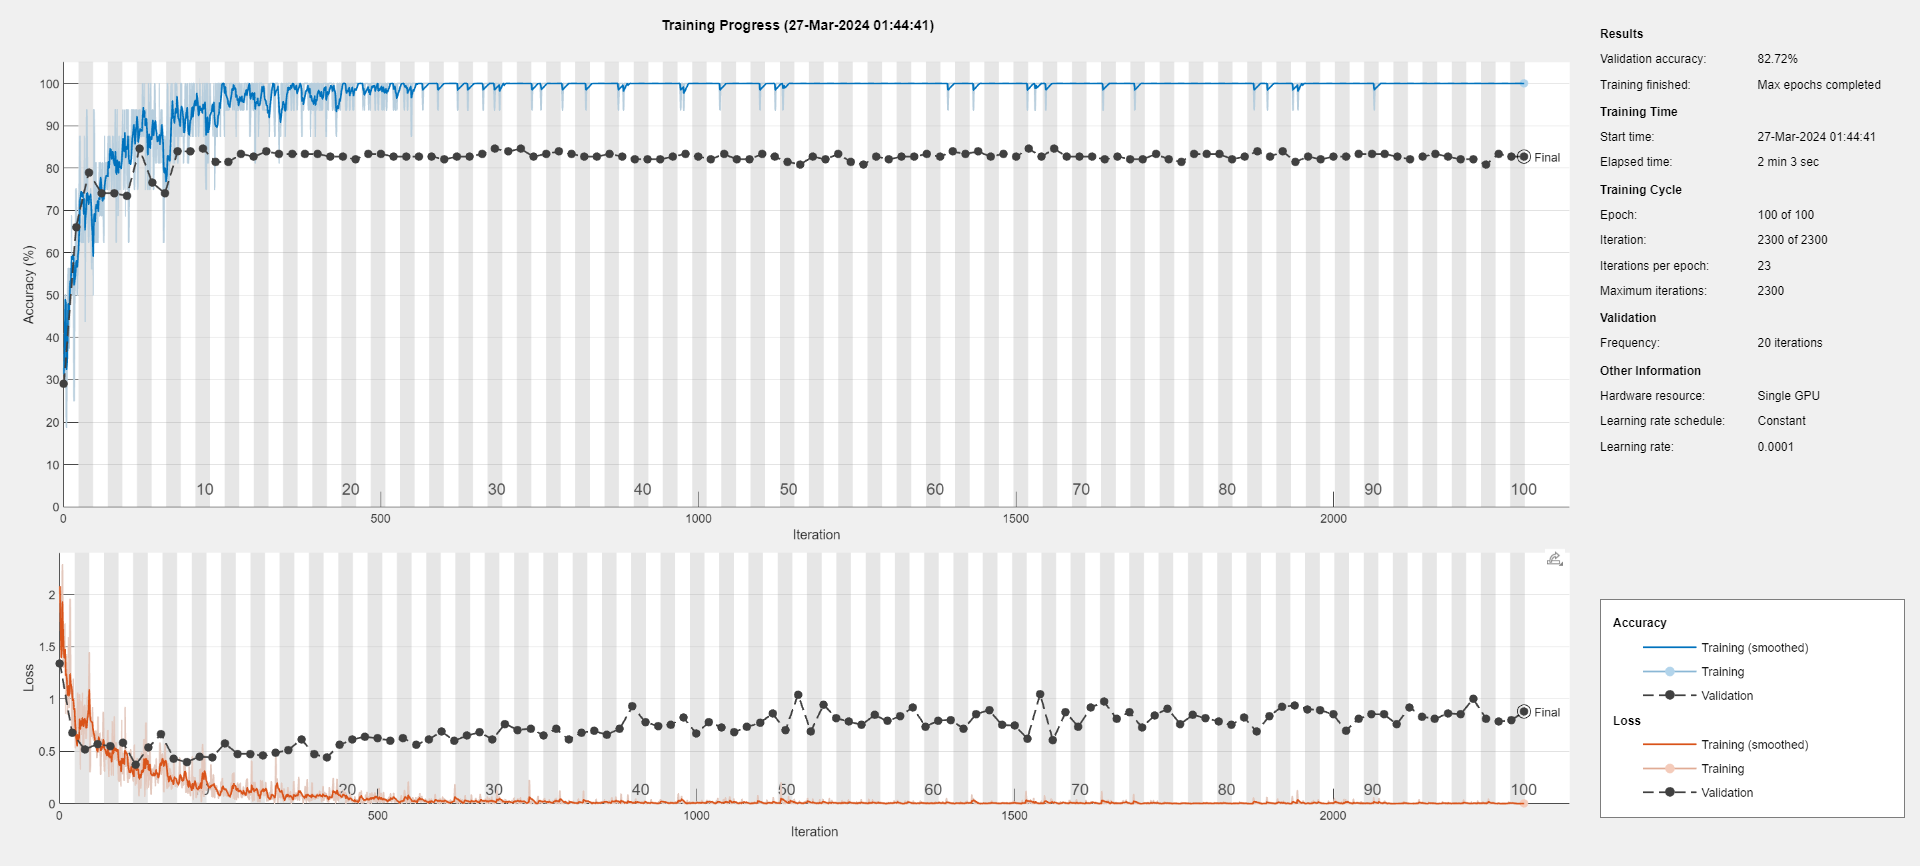 Training Progress (27-Mar-2024 01:44:41)
100
90
80
70
60
50
40
30
20
10
0
Accuracy (%)
Final
10 20 30 40 50 60 70 80 90 100
0 500 1000 1500 2000
Iteration
2
1.5
1
0.5
0
Loss
Final
20 30 40 50 60 70 80 90 100
0 500 1000 1500 2000
Iteration
Results
Validation accuracy: 82.72%
Training finished: Max epochs completed
Training Time
Start time: 27-Mar-2024 01:44:41
Elapsed time: 2 min 3 sec
Training Cycle
Epoch: 100 of 100
Iteration: 2300 of 2300
Iterations per epoch: 23
Maximum iterations: 2300
Validation
Frequency: 20 iterations
Other Information
Hardware resource: Single GPU
Learning rate schedule: Constant
Learning rate: 0.0001
Accuracy
Training (smoothed)
Training
Validation
Loss
Training (smoothed)
Training
Validation